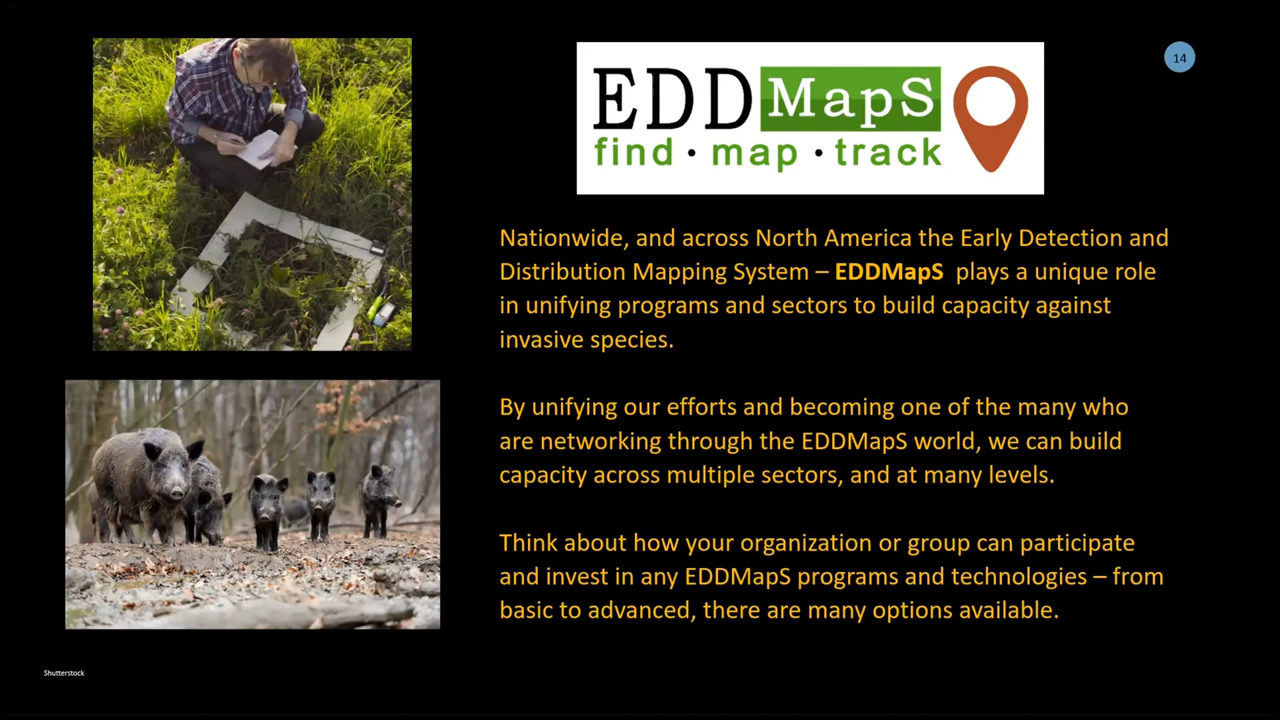 14
EDDMapS
find · map · track
Nationwide, and across North America the Early Detection and
Distribution Mapping System – EDDMapS plays a unique role
in unifying programs and sectors to build capacity against
invasive species.
By unifying our efforts and becoming one of the many who
are networking through the EDDMapS world, we can build
capacity across multiple sectors, and at many levels.
Think about how your organization or group can participate
and invest in any EDDMapS programs and technologies – from
basic to advanced, there are many options available.
Shutterstock